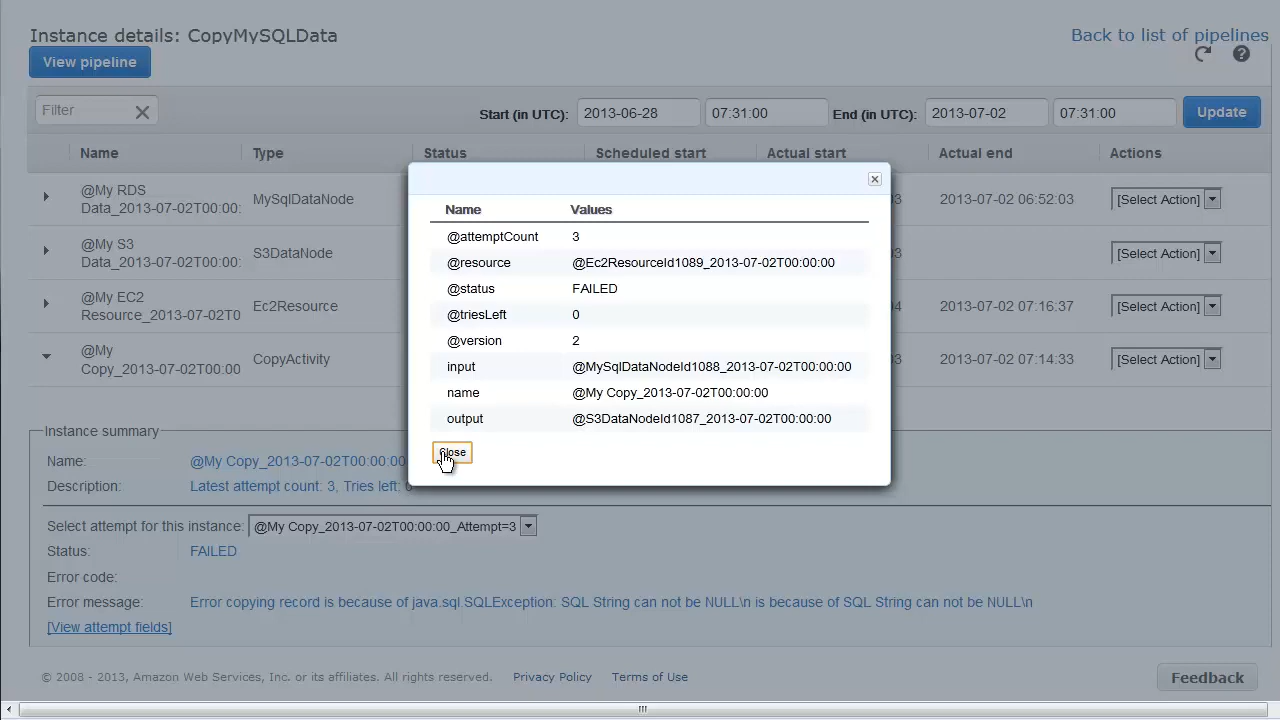 Instance details: CopyMySQLData
Back to list of pipelines
View pipeline
Filter
Start (in UTC): 2013-06-28 07:31:00 End (in UTC): 2013-07-02 07:31:00 Update
Name Type Status Scheduled start Actual start Actual end Actions
@My RDS
Data_2013-07-02T00:00: MySqlDataNode 2013-07-02 06:52:03 [Select Action]
@My S3
Data_2013-07-02T00:00: S3DataNode [Select Action]
@My EC2
Resource_2013-07-02T0 Ec2Resource 2013-07-02 07:16:37 [Select Action]
@My
Copy_2013-07-02T00:00 CopyActivity 2013-07-02 07:14:33 [Select Action]
Name Values
@attemptCount 3
@resource @Ec2ResourceId1089_2013-07-02T00:00:00
@status FAILED
@triesLeft 0
@version 2
input @MySqlDataNodeId1088_2013-07-02T00:00:00
name @My Copy_2013-07-02T00:00:00
output @S3DataNodeId1087_2013-07-02T00:00:00
Close
Instance summary
Name: @My Copy_2013-07-02T00:00:00
Description: Latest attempt count: 3, Tries left: 0
Select attempt for this instance: @My Copy_2013-07-02T00:00:00_Attempt=3
Status: FAILED
Error code:
Error message: Error copying record is because of java.sql.SQLException: SQL String can not be NULL\n is because of SQL String can not be NULL\n
[View attempt fields]
© 2008 - 2013, Amazon Web Services, Inc. or its affiliates. All rights reserved. Privacy Policy Terms of Use
Feedback